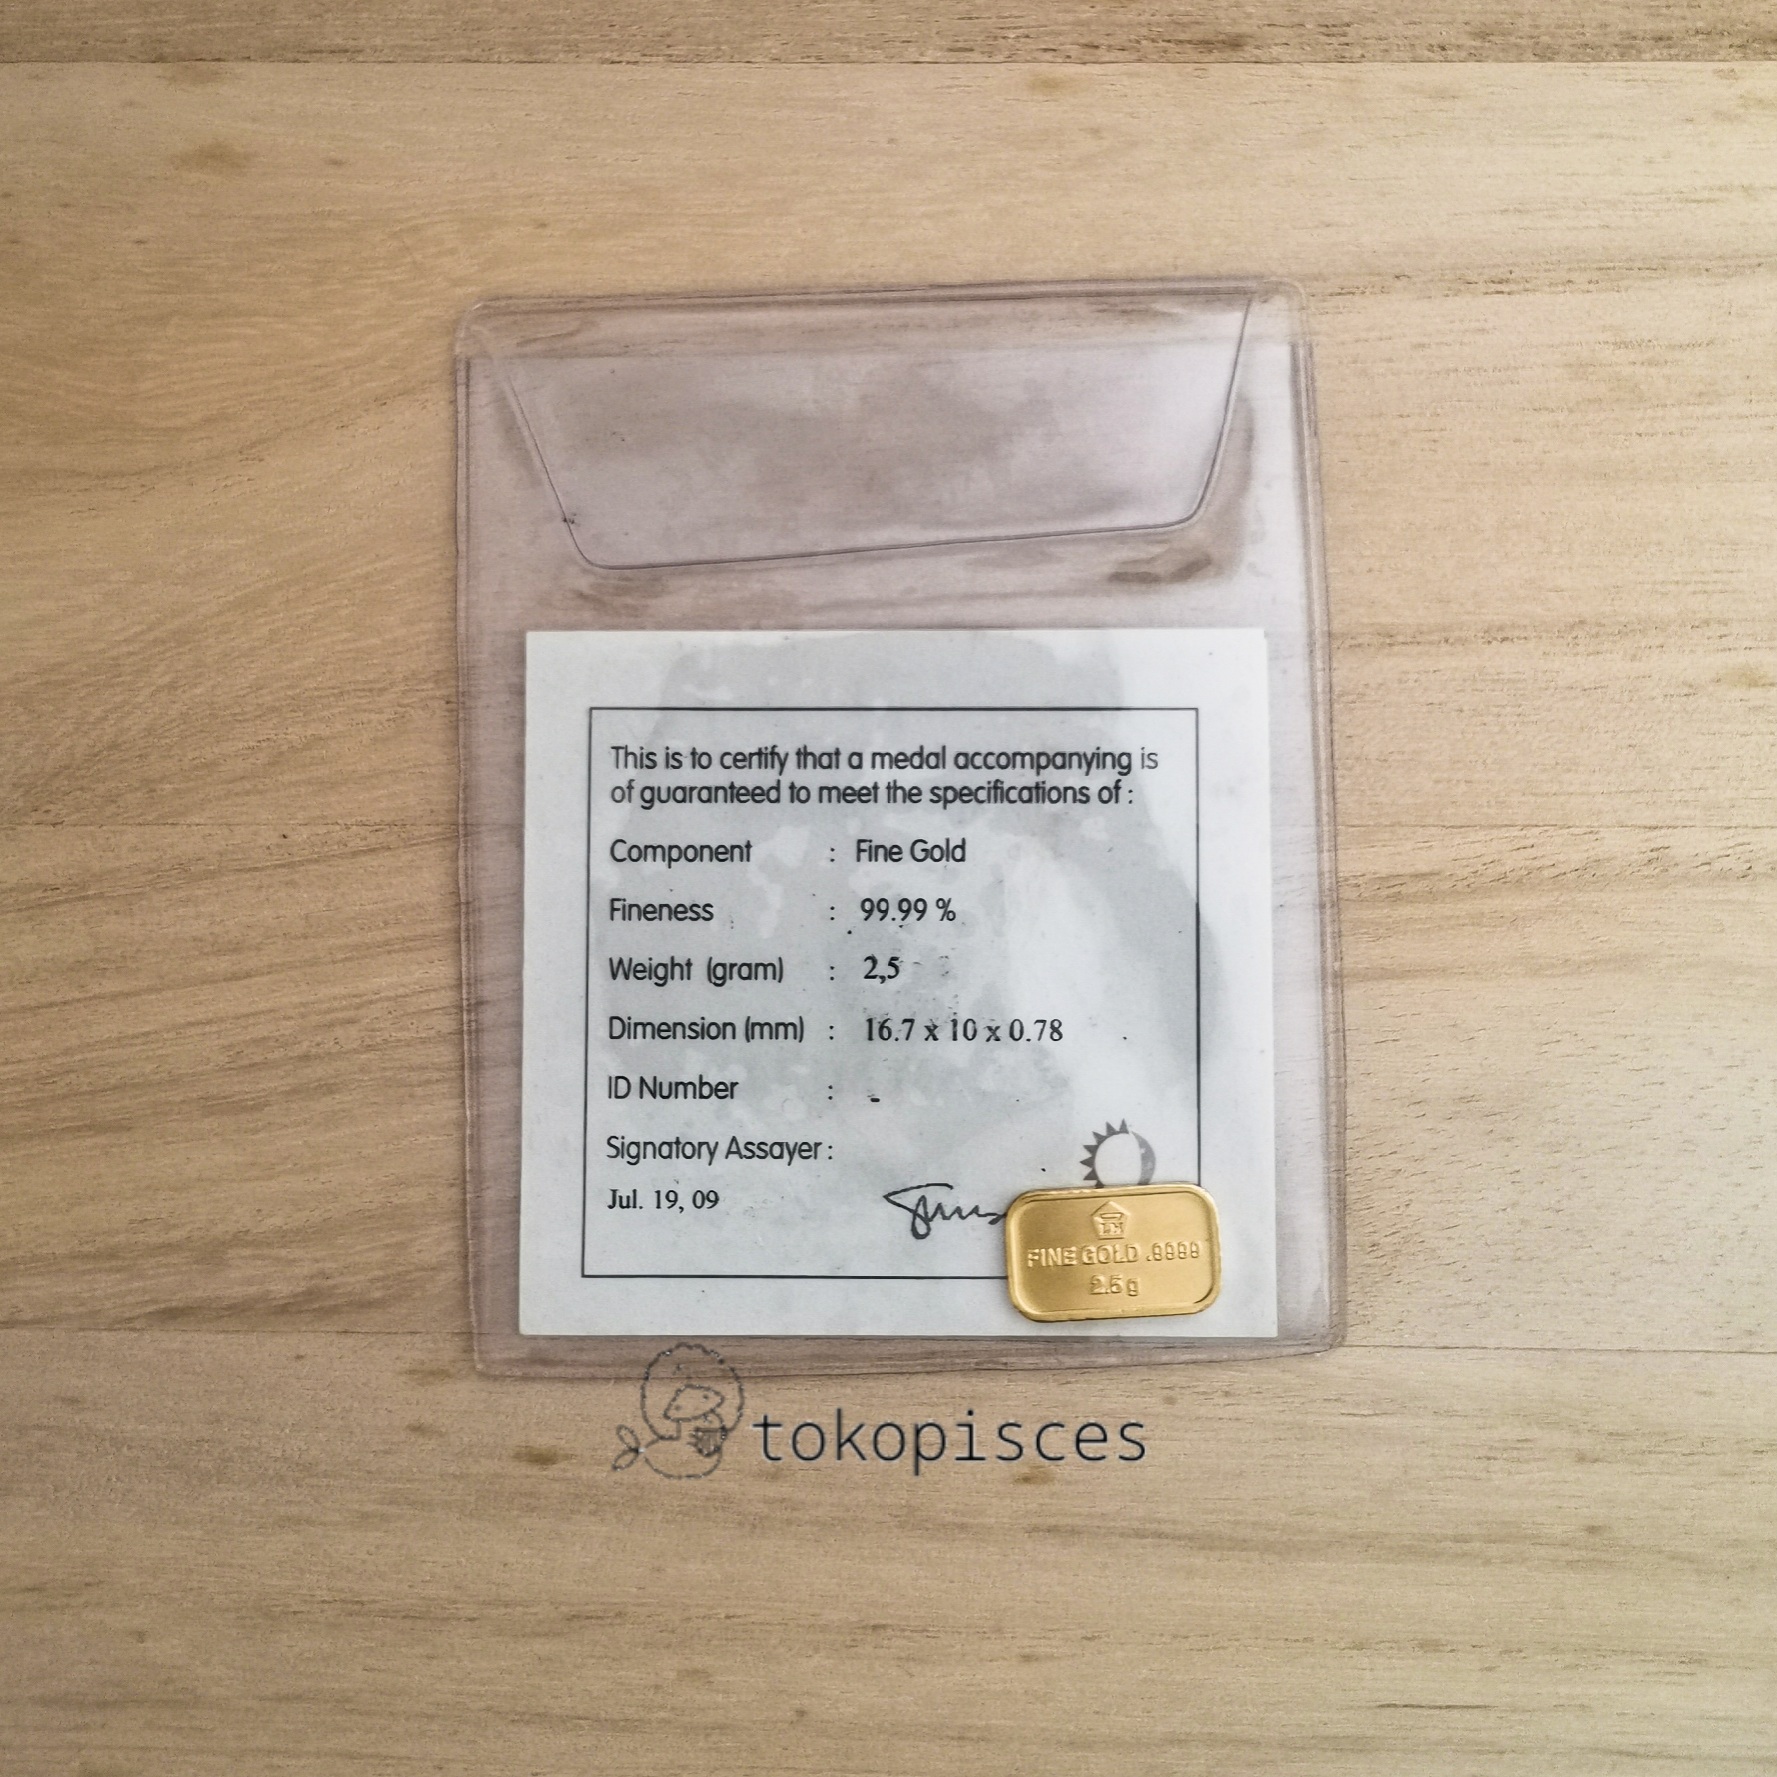 This is to certify that a medal accompanying is
of guaranteed to meet the specifications of :
Component : Fine Gold
Fineness : 99.99 %
Weight (gram) : 2,5
Dimension (mm) : 16.7 x 10 x 0.78
ID Number : -
Signatory Assayer :
Jul. 19, 09
LM
FINE GOLD .9999
2.5 g
tokopisces